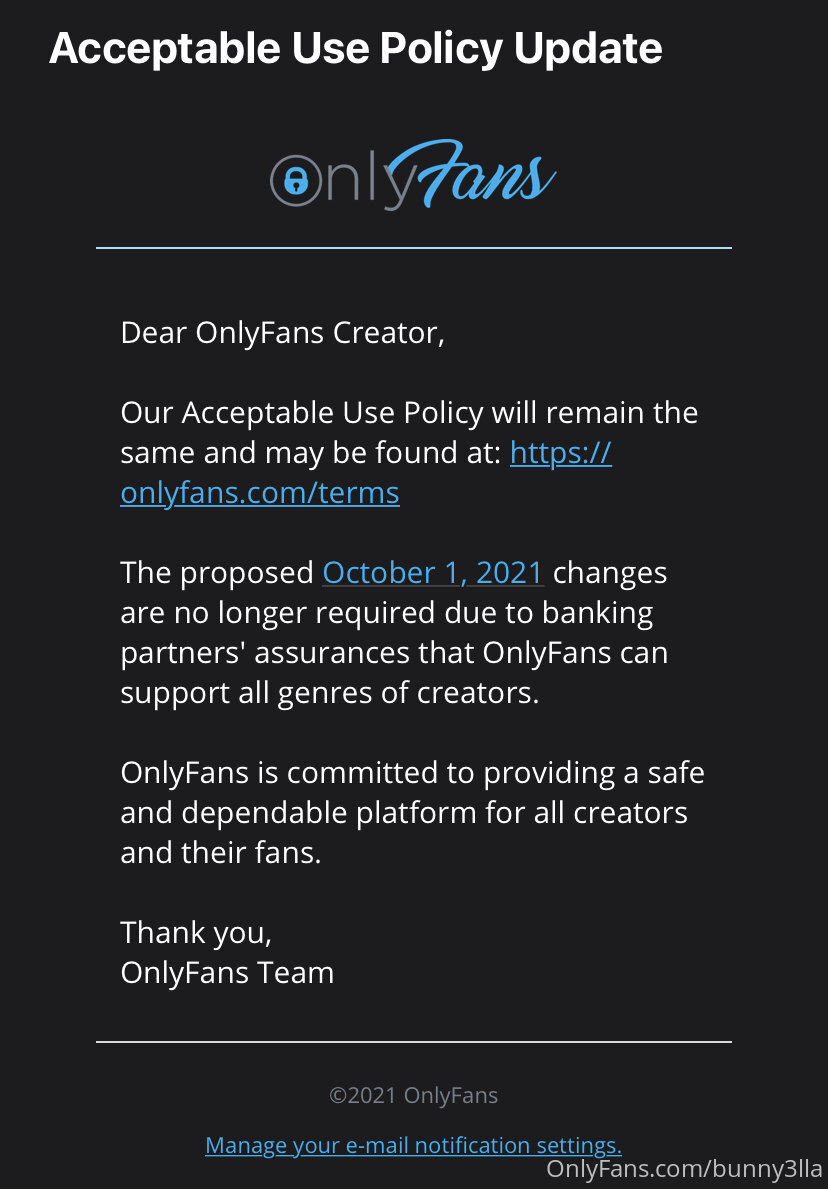 Acceptable Use Policy Update
OnlyFans
Dear OnlyFans Creator,
Our Acceptable Use Policy will remain the
same and may be found at: https://
onlyfans.com/terms
The proposed October 1, 2021 changes
are no longer required due to banking
partners' assurances that OnlyFans can
support all genres of creators.
OnlyFans is committed to providing a safe
and dependable platform for all creators
and their fans.
Thank you,
OnlyFans Team
©2021 OnlyFans
Manage your e-mail notification settings.
OnlyFans.com/bunny3lla